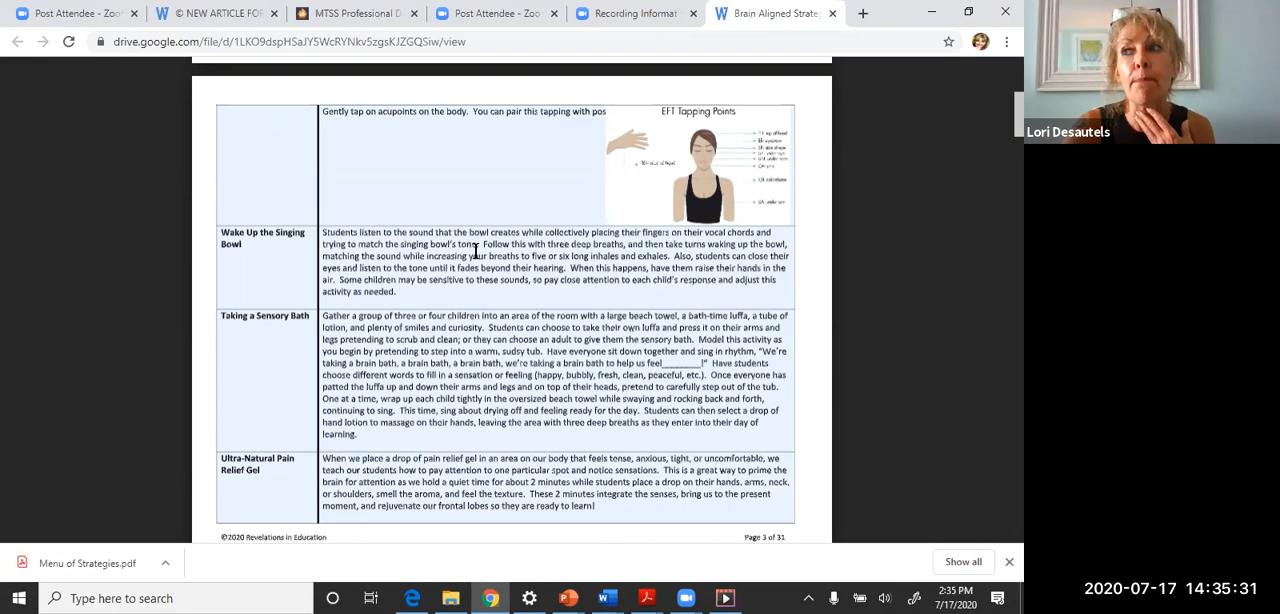 Post Attendee - Zoo
© NEW ARTICLE FOR
MTSS Professional D
Post Attendee - Zoo
Recording Informat
Brain Aligned Strate
drive.google.com/file/d/1LKO9dspHSaJY5WcRYNkv5zgsKJZGQSiw/view
Lori Desautels
Gently tap on acupoints on the body. You can pair this tapping with pos
EFT Tapping Points
Wake Up the Singing
Bowl
Students listen to the sound that the bowl creates while collectively placing their fingers on their vocal chords and
trying to match the singing bowl's tone. Follow this with three deep breaths, and then take turns waking up the bowl,
matching the sound while increasing your breaths to five or six long inhales and exhales. Also, students can close their
eyes and listen to the tone until it fades beyond their hearing. When this happens, have them raise their hands in the
air. Some children may be sensitive to these sounds, so pay close attention to each child's response and adjust this
activity as needed.
Taking a Sensory Bath
Gather a group of three or four children into an area of the room with a large beach towel, a bath-time luffa, a tube of
lotion, and plenty of smiles and curiosity. Students can choose to take their own luffa and press it on their arms and
legs pretending to scrub and clean; or they can choose an adult to give them the sensory bath. Model this activity as
you begin by pretending to step into a warm, sudsy tub. Have everyone sit down together and sing in rhythm, "We're
taking a brain bath, a brain bath, a brain bath, we're taking a brain bath to help us feel________!" Have students
choose different words to fill in a sensation or feeling (happy, bubbly, fresh, clean, peaceful, etc.). Once everyone has
patted the luffa up and down their arms and legs and on top of their heads, pretend to carefully step out of the tub.
One at a time, wrap up each child tightly in the oversized beach towel while swaying and rocking back and forth,
continuing to sing. This time, sing about drying off and feeling ready for the day. Students can then select a drop of
hand lotion to massage on their hands, leaving the area with three deep breaths as they enter into their day of
learning.
Ultra-Natural Pain
Relief Gel
When we place a drop of pain relief gel in an area on our body that feels tense, anxious, tight, or uncomfortable, we
teach our students how to pay attention to one particular spot and notice sensations. This is a great way to prime the
brain for attention as we hold a quiet time for about 2 minutes while students place a drop on their hands, arms, neck,
or shoulders, smell the aroma, and feel the texture. These 2 minutes integrate the senses, bring us to the present
moment, and rejuvenate our frontal lobes so they are ready to learn!
©2020 Revelations in Education
Page 3 of 31
Menu of Strategies.pdf
Show all
Type here to search
2:35 PM
7/17/2020
2020-07-17 14:35:31